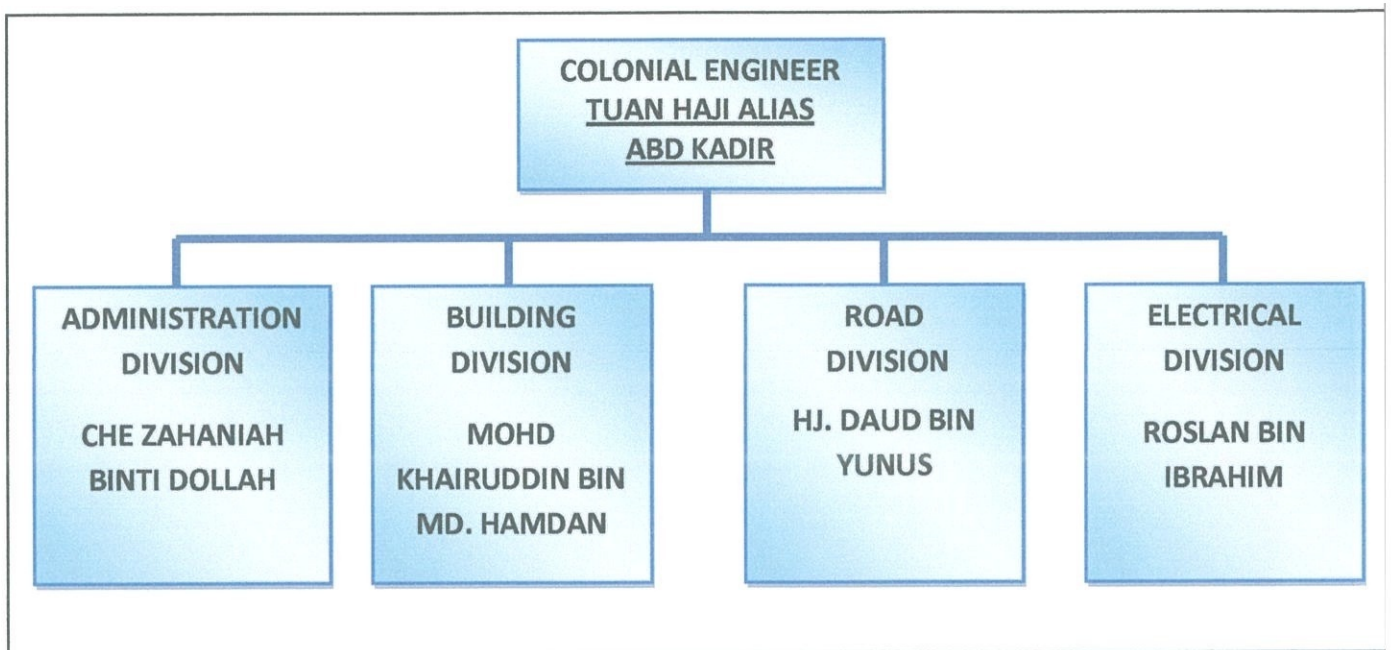 COLONIAL ENGINEER
TUAN HAJI ALIAS
ABD KADIR
ADMINISTRATION
DIVISION
CHE ZAHANIAH
BINTI DOLLAH
BUILDING
DIVISION
MOHD
KHAIRUDDIN BIN
MD. HAMDAN
ROAD
DIVISION
HJ. DAUD BIN
YUNUS
ELECTRICAL
DIVISION
ROSLAN BIN
IBRAHIM